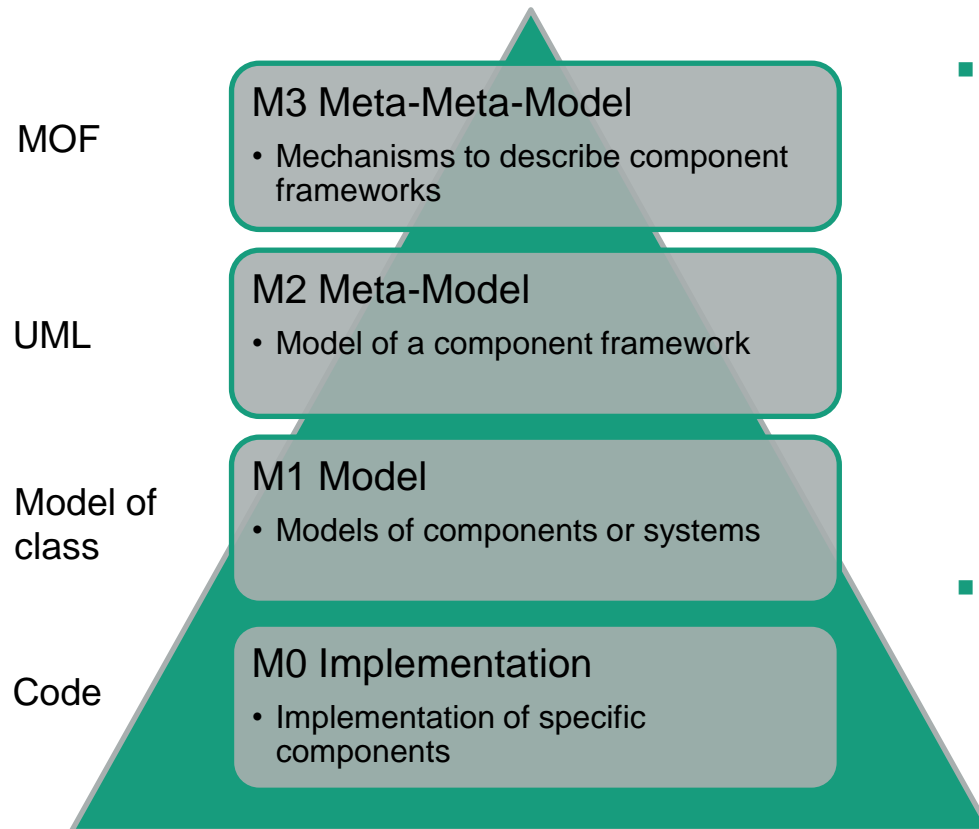 MOF
M3 Meta-Meta-Model
• Mechanisms to describe component
frameworks
UML
M2 Meta-Model
• Model of a component framework
Model of
class
M1 Model
• Models of components or systems
Code
M0 Implementation
• Implementation of specific
components